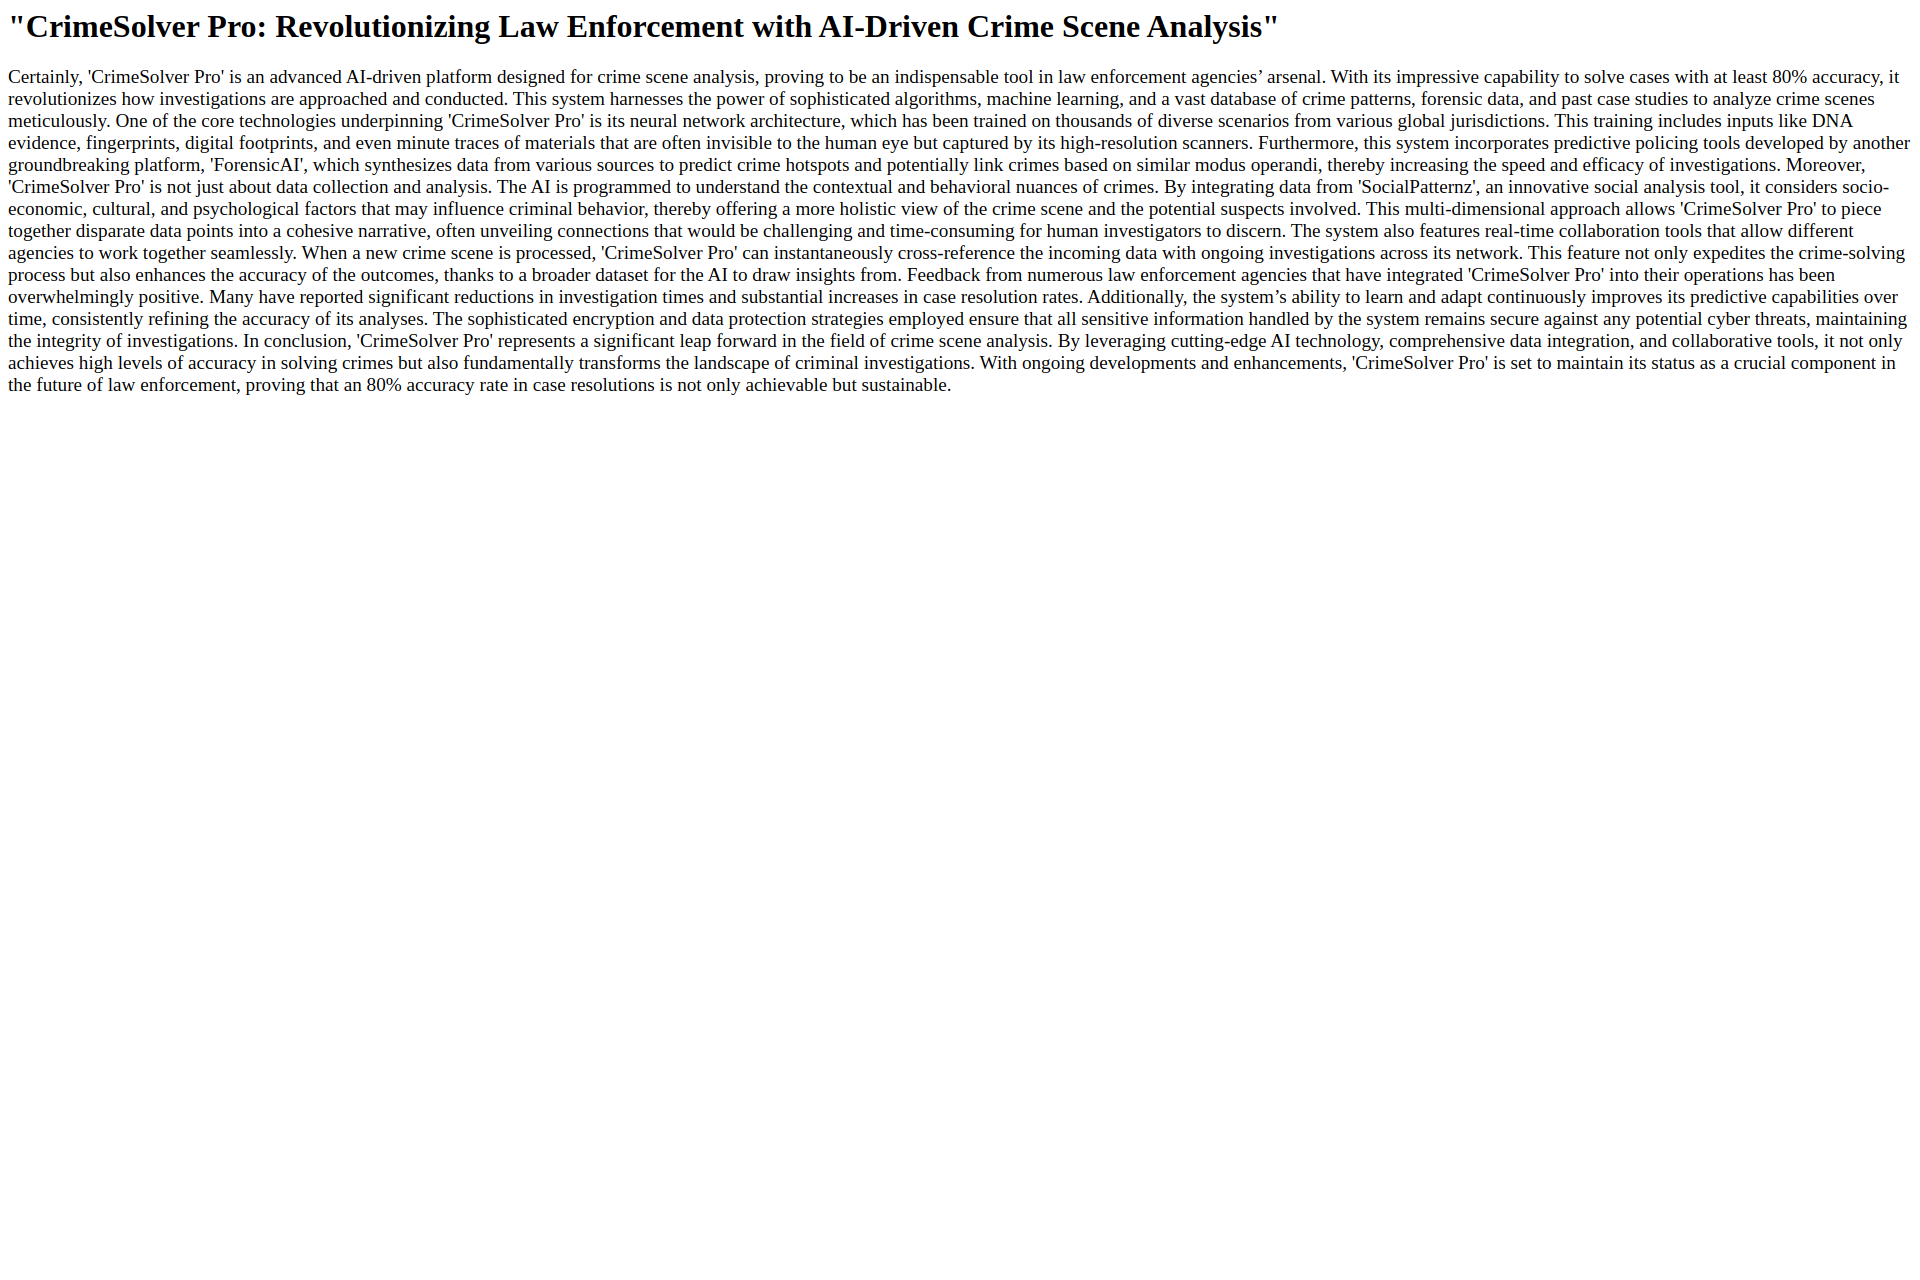 "CrimeSolver Pro: Revolutionizing Law Enforcement with AI-Driven Crime Scene Analysis"
Certainly, 'CrimeSolver Pro' is an advanced AI-driven platform designed for crime scene analysis, proving to be an indispensable tool in law enforcement agencies’ arsenal. With its impressive capability to solve cases with at least 80% accuracy, it
revolutionizes how investigations are approached and conducted. This system harnesses the power of sophisticated algorithms, machine learning, and a vast database of crime patterns, forensic data, and past case studies to analyze crime scenes
meticulously. One of the core technologies underpinning 'CrimeSolver Pro' is its neural network architecture, which has been trained on thousands of diverse scenarios from various global jurisdictions. This training includes inputs like DNA
evidence, fingerprints, digital footprints, and even minute traces of materials that are often invisible to the human eye but captured by its high-resolution scanners. Furthermore, this system incorporates predictive policing tools developed by another
groundbreaking platform, 'ForensicAI', which synthesizes data from various sources to predict crime hotspots and potentially link crimes based on similar modus operandi, thereby increasing the speed and efficacy of investigations. Moreover,
'CrimeSolver Pro' is not just about data collection and analysis. The AI is programmed to understand the contextual and behavioral nuances of crimes. By integrating data from 'SocialPatternz', an innovative social analysis tool, it considers socio-
economic, cultural, and psychological factors that may influence criminal behavior, thereby offering a more holistic view of the crime scene and the potential suspects involved. This multi-dimensional approach allows 'CrimeSolver Pro' to piece
together disparate data points into a cohesive narrative, often unveiling connections that would be challenging and time-consuming for human investigators to discern. The system also features real-time collaboration tools that allow different
agencies to work together seamlessly. When a new crime scene is processed, 'CrimeSolver Pro' can instantaneously cross-reference the incoming data with ongoing investigations across its network. This feature not only expedites the crime-solving
process but also enhances the accuracy of the outcomes, thanks to a broader dataset for the AI to draw insights from. Feedback from numerous law enforcement agencies that have integrated 'CrimeSolver Pro' into their operations has been
overwhelmingly positive. Many have reported significant reductions in investigation times and substantial increases in case resolution rates. Additionally, the system’s ability to learn and adapt continuously improves its predictive capabilities over
time, consistently refining the accuracy of its analyses. The sophisticated encryption and data protection strategies employed ensure that all sensitive information handled by the system remains secure against any potential cyber threats, maintaining
the integrity of investigations. In conclusion, 'CrimeSolver Pro' represents a significant leap forward in the field of crime scene analysis. By leveraging cutting-edge AI technology, comprehensive data integration, and collaborative tools, it not only
achieves high levels of accuracy in solving crimes but also fundamentally transforms the landscape of criminal investigations. With ongoing developments and enhancements, 'CrimeSolver Pro' is set to maintain its status as a crucial component in
the future of law enforcement, proving that an 80% accuracy rate in case resolutions is not only achievable but sustainable.